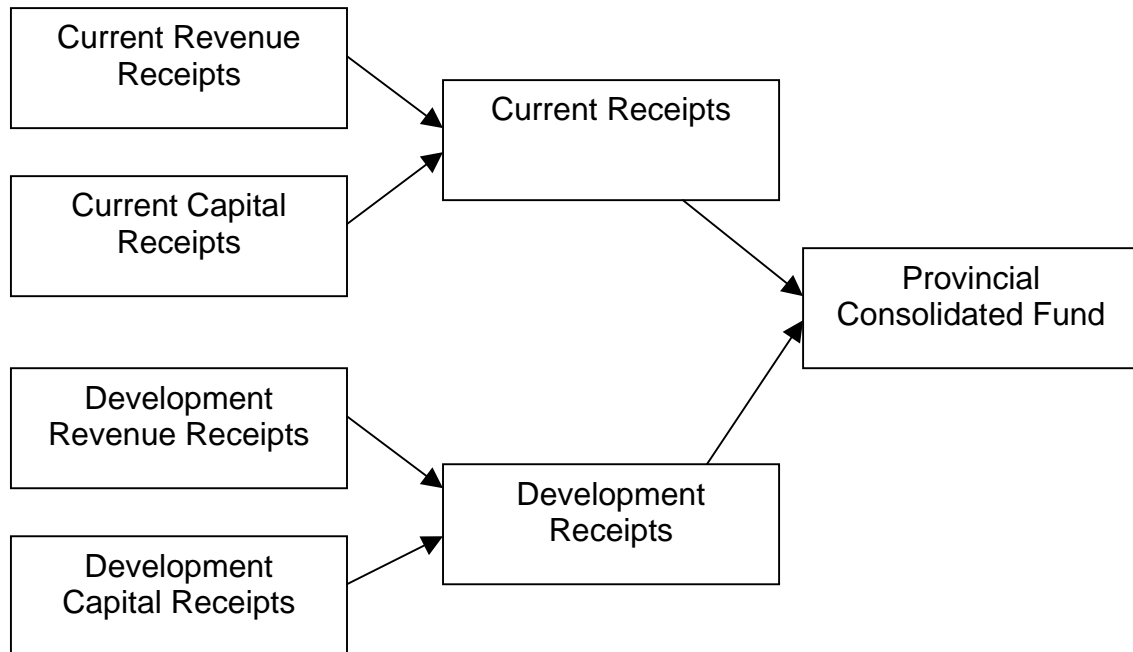 Current Revenue
Receipts
Current Capital
Receipts
Current Receipts
Provincial
Consolidated Fund
Development
Revenue Receipts
Development
Capital Receipts
Development
Receipts